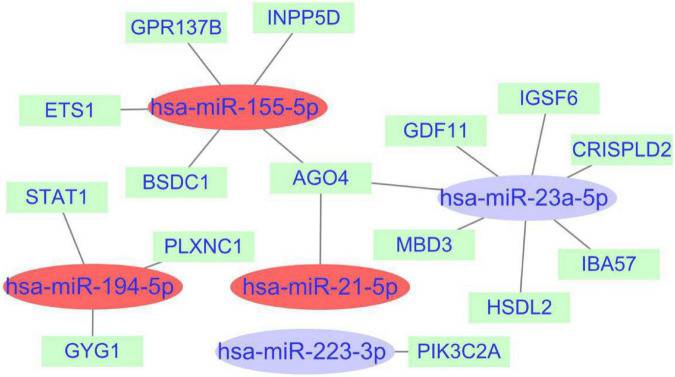 GPR137B
INPP5D
ETS1
hsa-miR-155-5p
IGSF6
GDF11
CRISPLD2
BSDC1
AGO4
STAT1
hsa-miR-23a-5p
PLXNC1
MBD3
IBA57
hsa-miR-194-5p
hsa-miR-21-5p
HSDL2
GYG1
hsa-miR-223-3p
PIK3C2A